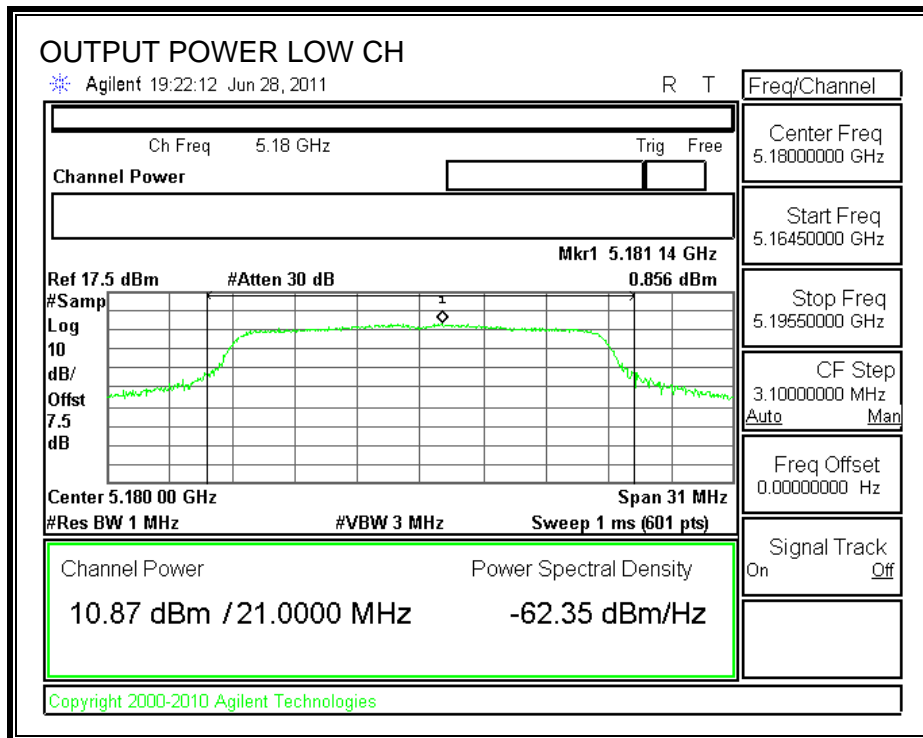 OUTPUT POWER LOW CH
Agilent 19:22:12 Jun 28, 2011 R T
Ch Freq 5.18 GHz Trig Free
Channel Power
Mkr1 5.181 14 GHz
Ref 17.5 dBm #Atten 30 dB 0.856 dBm
#Samp
Log
10
dB/
Offst
7.5
dB
1
Center 5.180 00 GHz Span 31 MHz
#Res BW 1 MHz #VBW 3 MHz Sweep 1 ms (601 pts)
Channel Power Power Spectral Density
10.87 dBm / 21.0000 MHz -62.35 dBm/Hz
Copyright 2000-2010 Agilent Technologies
Freq/Channel
Center Freq
5.18000000 GHz
Start Freq
5.16450000 GHz
Stop Freq
5.19550000 GHz
CF Step
3.10000000 MHz
Auto Man
Freq Offset
0.00000000 Hz
Signal Track
On Off